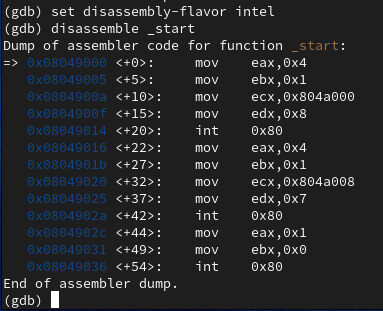 (gdb) set disassembly-flavor intel
(gdb) disassemble _start
Dump of assembler code for function _start:
=> 0x08049000 <+0>:     mov    eax,0x4
   0x08049005 <+5>:     mov    ebx,0x1
   0x0804900a <+10>:    mov    ecx,0x804a000
   0x0804900f <+15>:    mov    edx,0x8
   0x08049014 <+20>:    int    0x80
   0x08049016 <+22>:    mov    eax,0x4
   0x0804901b <+27>:    mov    ebx,0x1
   0x08049020 <+32>:    mov    ecx,0x804a008
   0x08049025 <+37>:    mov    edx,0x7
   0x0804902a <+42>:    int    0x80
   0x0804902c <+44>:    mov    eax,0x1
   0x08049031 <+49>:    mov    ebx,0x0
   0x08049036 <+54>:    int    0x80
End of assembler dump.
(gdb)